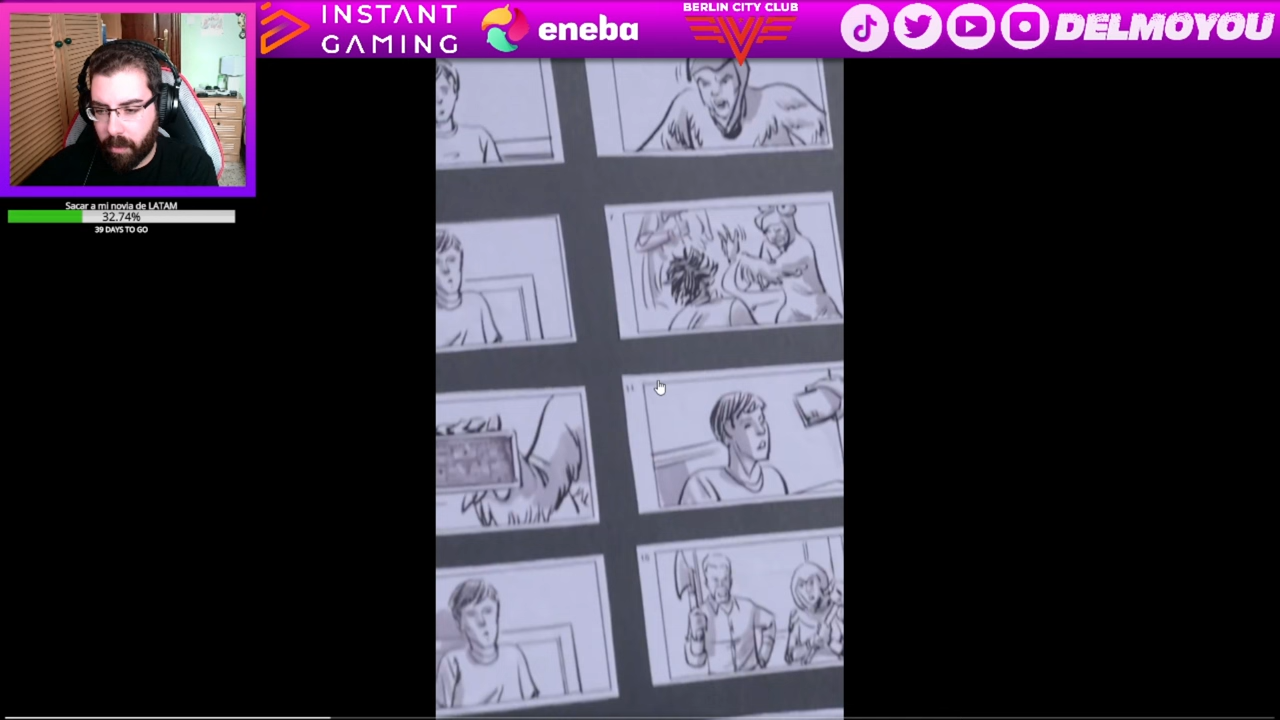 INSTANT
GAMING
eneba
BERLIN CITY CLUB
DELMOYOU
Sacar a mi novia de LATAM
32.74%
39 DAYS TO GO